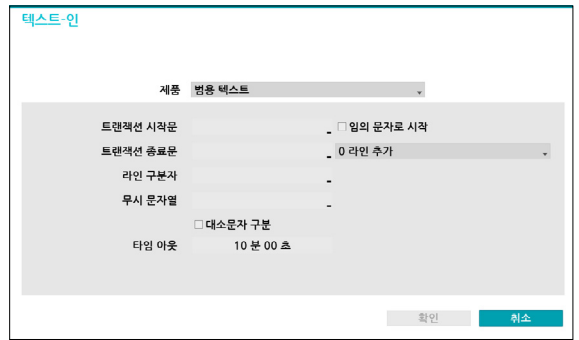 텍스트-인
제품 범용 텍스트
트랜잭션 시작문 임의 문자로 시작
트랜잭션 종료문 0 라인 추가
라인 구분자
무시 문자열
대소문자 구분
타임 아웃 10 분 00 초
확인 취소